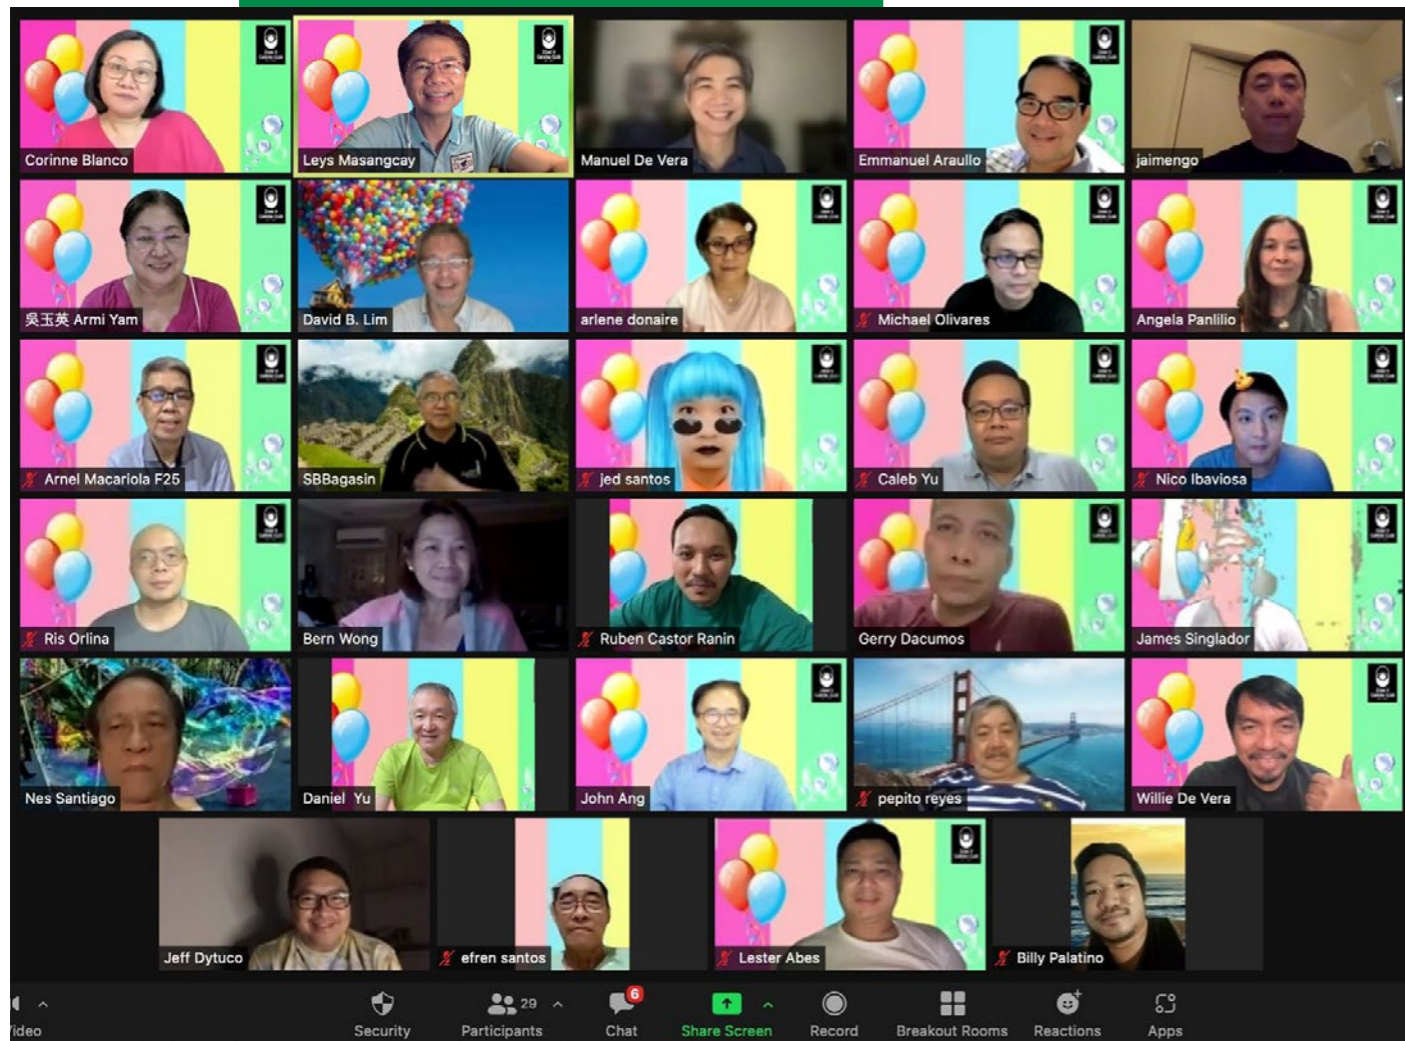 Corinne Blanco
Leys Masangcay
Manuel De Vera
Emmanuel Araullo
jaimengo
吳玉英 Armi Yam
David B. Lim
arlene donaire
Michael Olivares
Angela Panlilio
Arnel Macariola F25
SBBagasin
jed santos
Caleb Yu
Nico Ibaviosa
Ris Orlina
Bern Wong
Ruben Castor Ranin
Gerry Dacumos
James Singlador
Nes Santiago
Daniel Yu
John Ang
pepito reyes
Willie De Vera
Jeff Dytuco
efren santos
Lester Abes
Billy Palatino
29
6
ideo
Security
Participants
Chat
Share Screen
Record
Breakout Rooms
Reactions
Apps